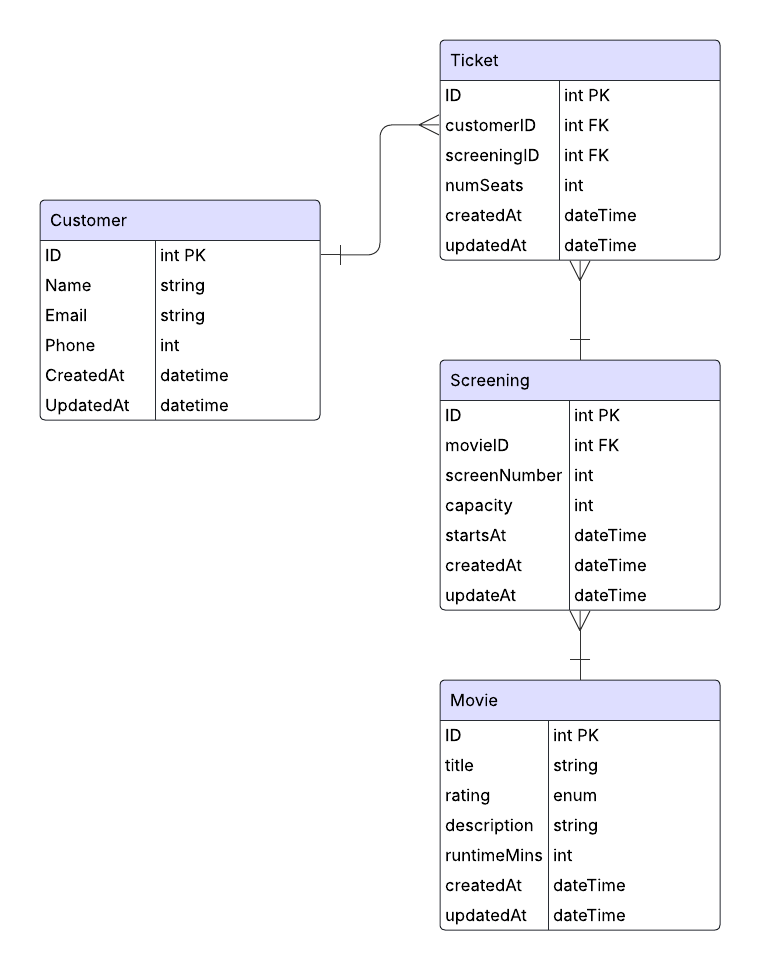 Ticket
ID int PK
customerID int FK
screeningID int FK
numSeats int
createdAt dateTime
updatedAt dateTime
Customer
ID int PK
Name string
Email string
Phone int
CreatedAt datetime
UpdatedAt datetime
Screening
ID int PK
movieID int FK
screenNumber int
capacity int
startsAt dateTime
createdAt dateTime
updateAt dateTime
Movie
ID int PK
title string
rating enum
description string
runtimeMins int
createdAt dateTime
updatedAt dateTime